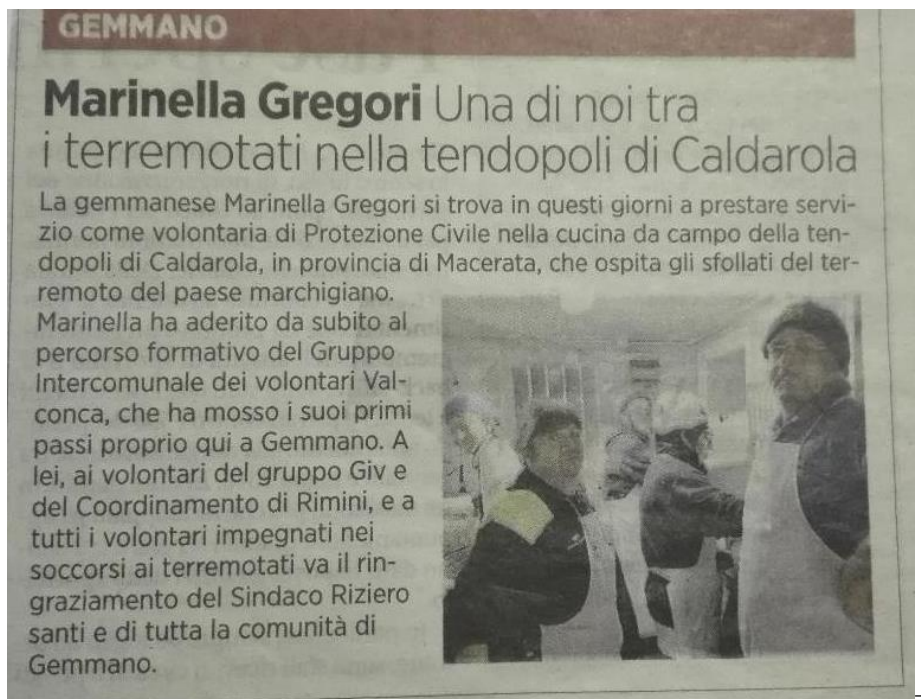 GEMMANO
Marinella Gregori Una di noi tra
i terremotati nella tendopoli di Caldarola
La gemmanese Marinella Gregori si trova in questi giorni a prestare servi-
zio come volontaria di Protezione Civile nella cucina da campo della ten-
dopoli di Caldarola, in provincia di Macerata, che ospita gli sfollati del ter-
remoto del paese marchigiano.
Marinella ha aderito da subito al
percorso formativo del Gruppo
Intercomunale dei volontari Val-
conca, che ha mosso i suoi primi
passi proprio qui a Gemmano. A
lei, ai volontari del gruppo Giv e
del Coordinamento di Rimini, e a
tutti i volontari impegnati nei
soccorsi ai terremotati va il rin-
graziamento del Sindaco Riziero
santi e di tutta la comunità di
Gemmano.